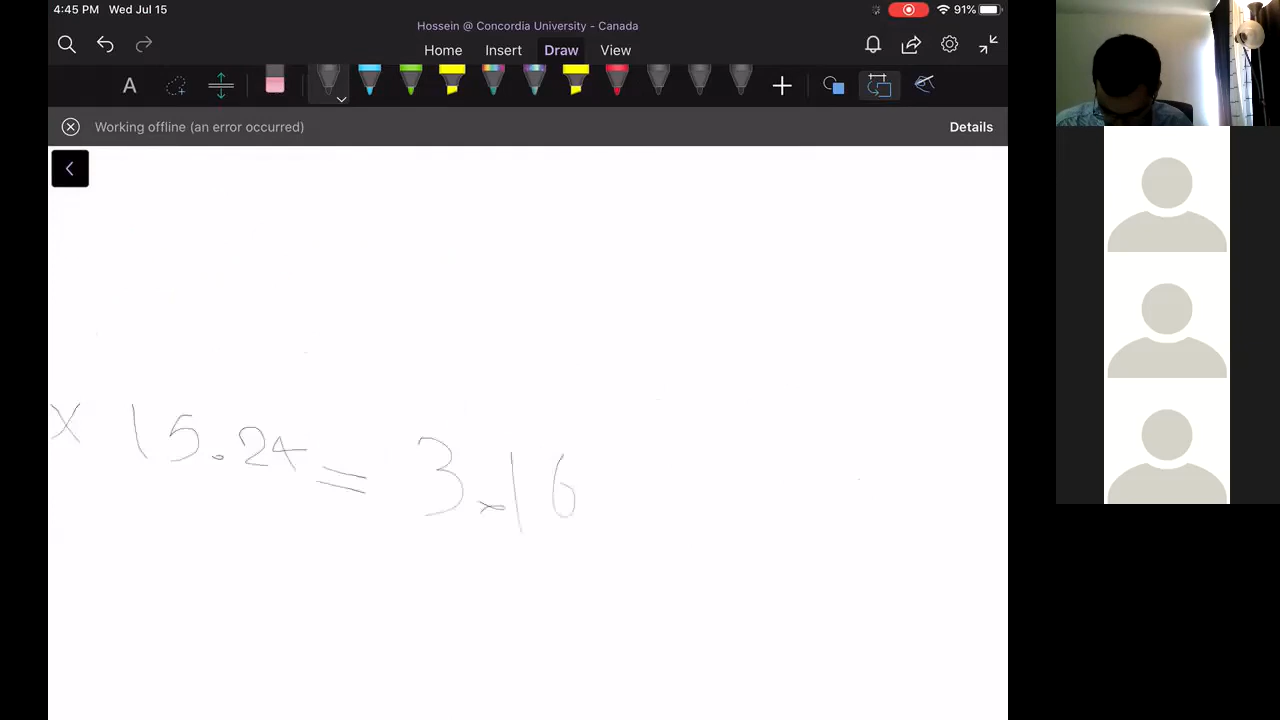 4:45 PM Wed Jul 15
91%
Hossein @ Concordia University - Canada
Home Insert Draw View
A
Working offline (an error occurred) Details
× 15.24 = 3.16